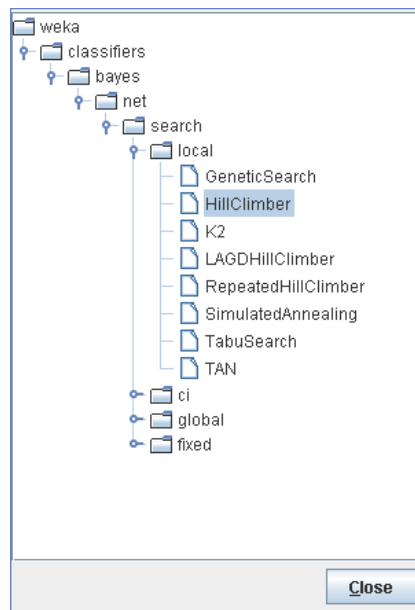 weka
classifiers
bayes
net
search
local
GeneticSearch
HillClimber
K2
LAGDHillClimber
RepeatedHillClimber
SimulatedAnnealing
TabuSearch
TAN
ci
global
fixed
Close